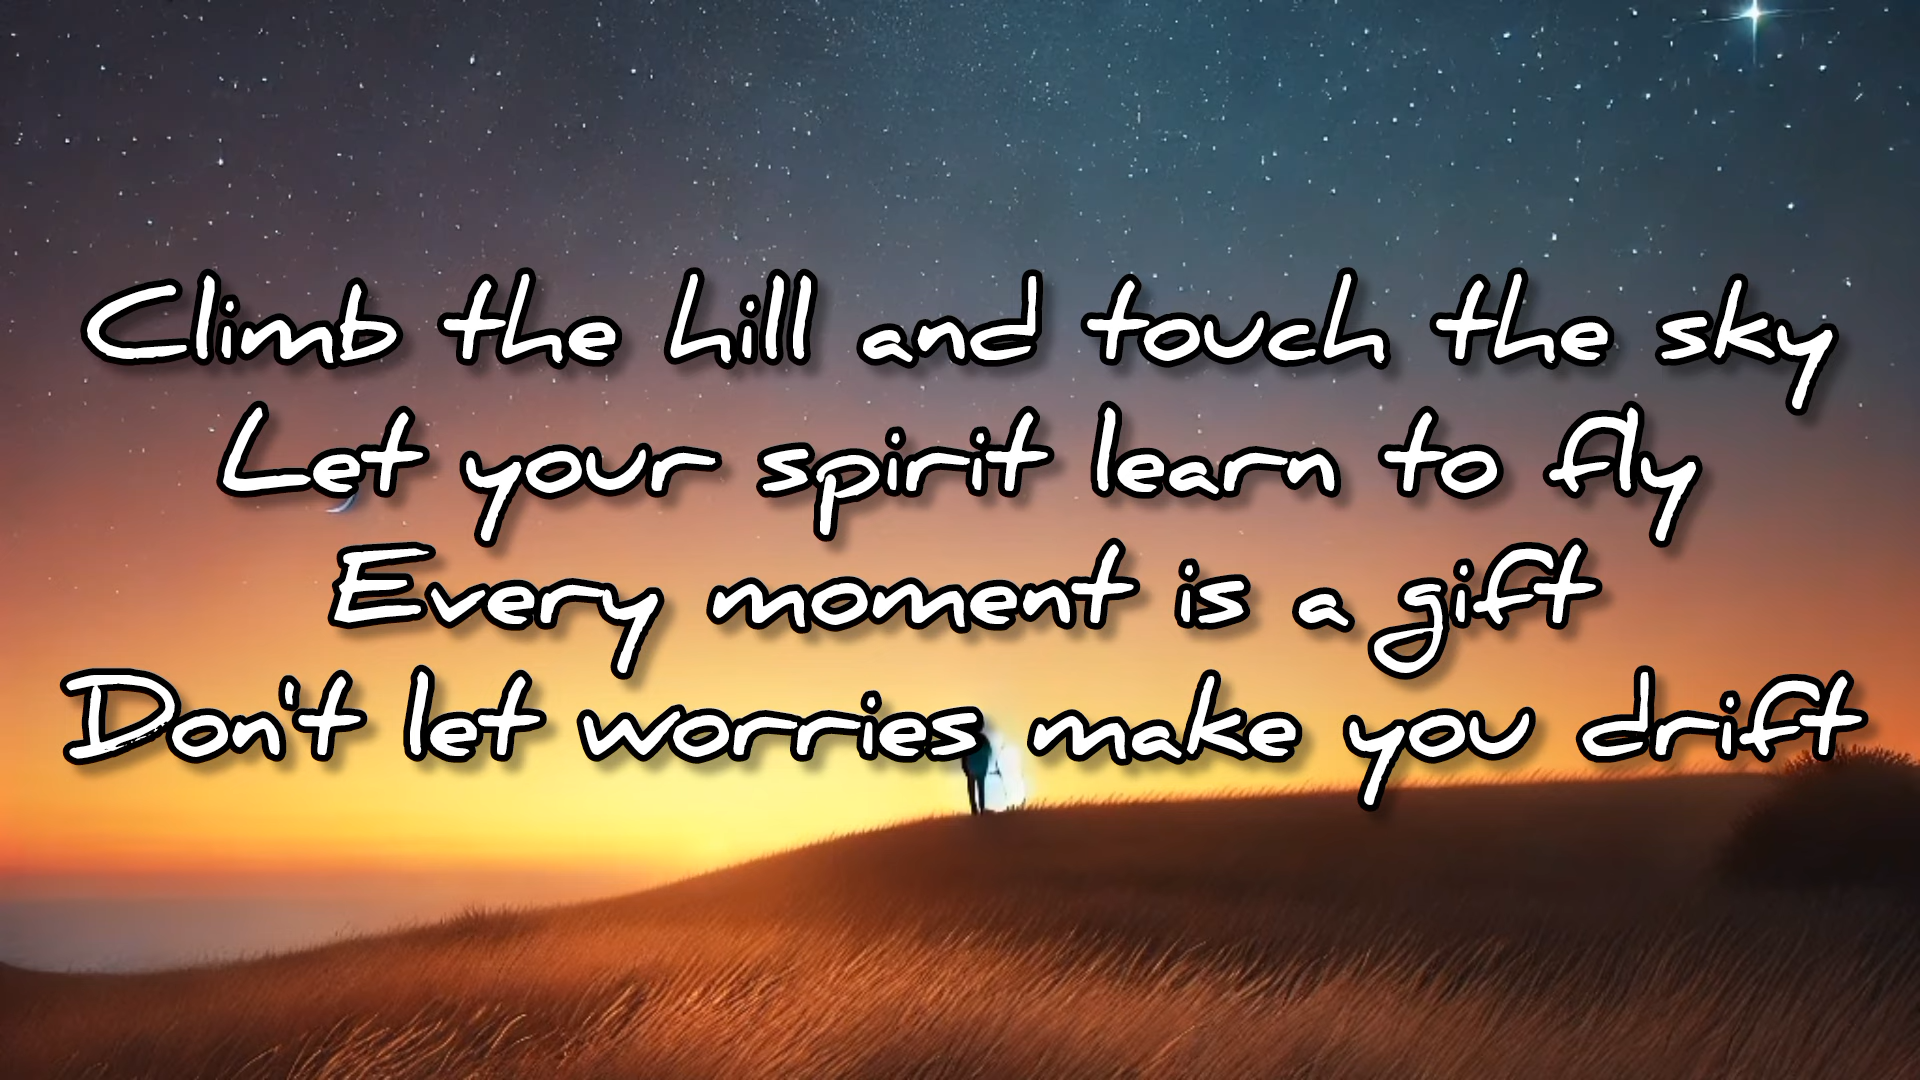 Climb the hill and touch the sky
Let your spirit learn to fly
Every moment is a gift
Don't let worries make you drift